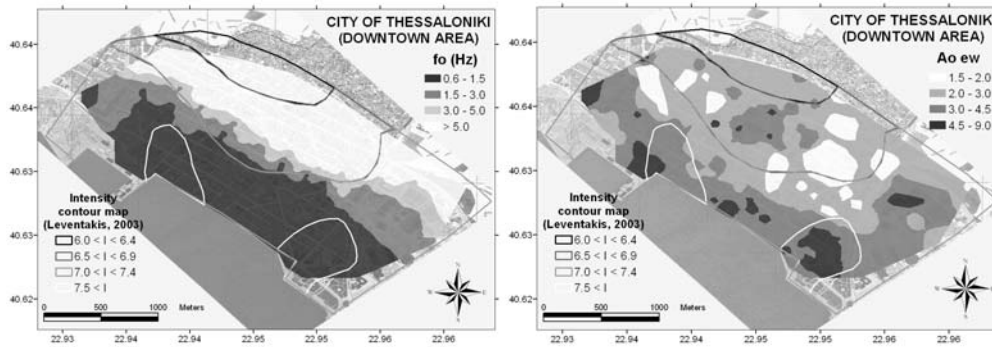 CITY OF THESSALONIKI
(DOWNTOWN AREA)
fo (Hz)
0.6 - 1.5
1.5 - 3.0
3.0 - 5.0
> 5.0
Intensity
contour map
(Leventakis, 2003)
6.0 < I < 6.4
6.5 < I < 6.9
7.0 < I < 7.4
7.5 < I
0 500 1000 Meters
40.64
40.64
40.63
40.63
40.62
22.93 22.94 22.94 22.95 22.95 22.96
CITY OF THESSALONIKI
(DOWNTOWN AREA)
Ao ew
1.5 - 2.0
2.0 - 3.0
3.0 - 4.5
4.5 - 9.0
Intensity
contour map
(Leventakis, 2003)
6.0 < I < 6.4
6.5 < I < 6.9
7.0 < I < 7.4
7.5 < I
0 500 1000 Meters
40.64
40.64
40.63
40.63
40.62
22.93 22.94 22.94 22.95 22.95 22.96